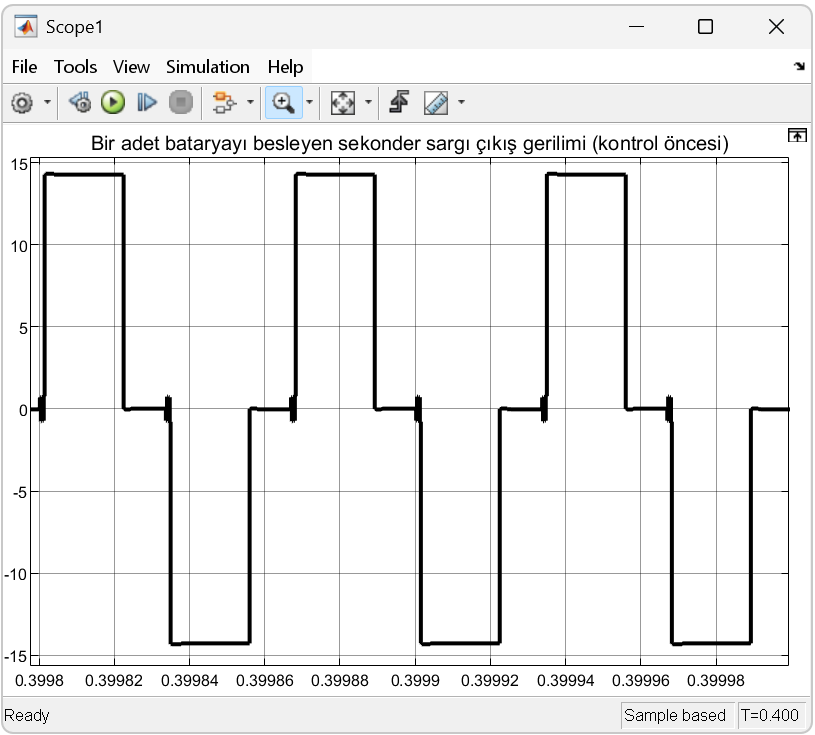 Scope1
File Tools View Simulation Help
Bir adet bataryayı besleyen sekonder sargı çıkış gerilimi (kontrol öncesi)
15
10
5
0
-5
-10
-15
0.3998 0.39982 0.39984 0.39986 0.39988 0.3999 0.39992 0.39994 0.39996 0.39998
Ready Sample based T=0.400